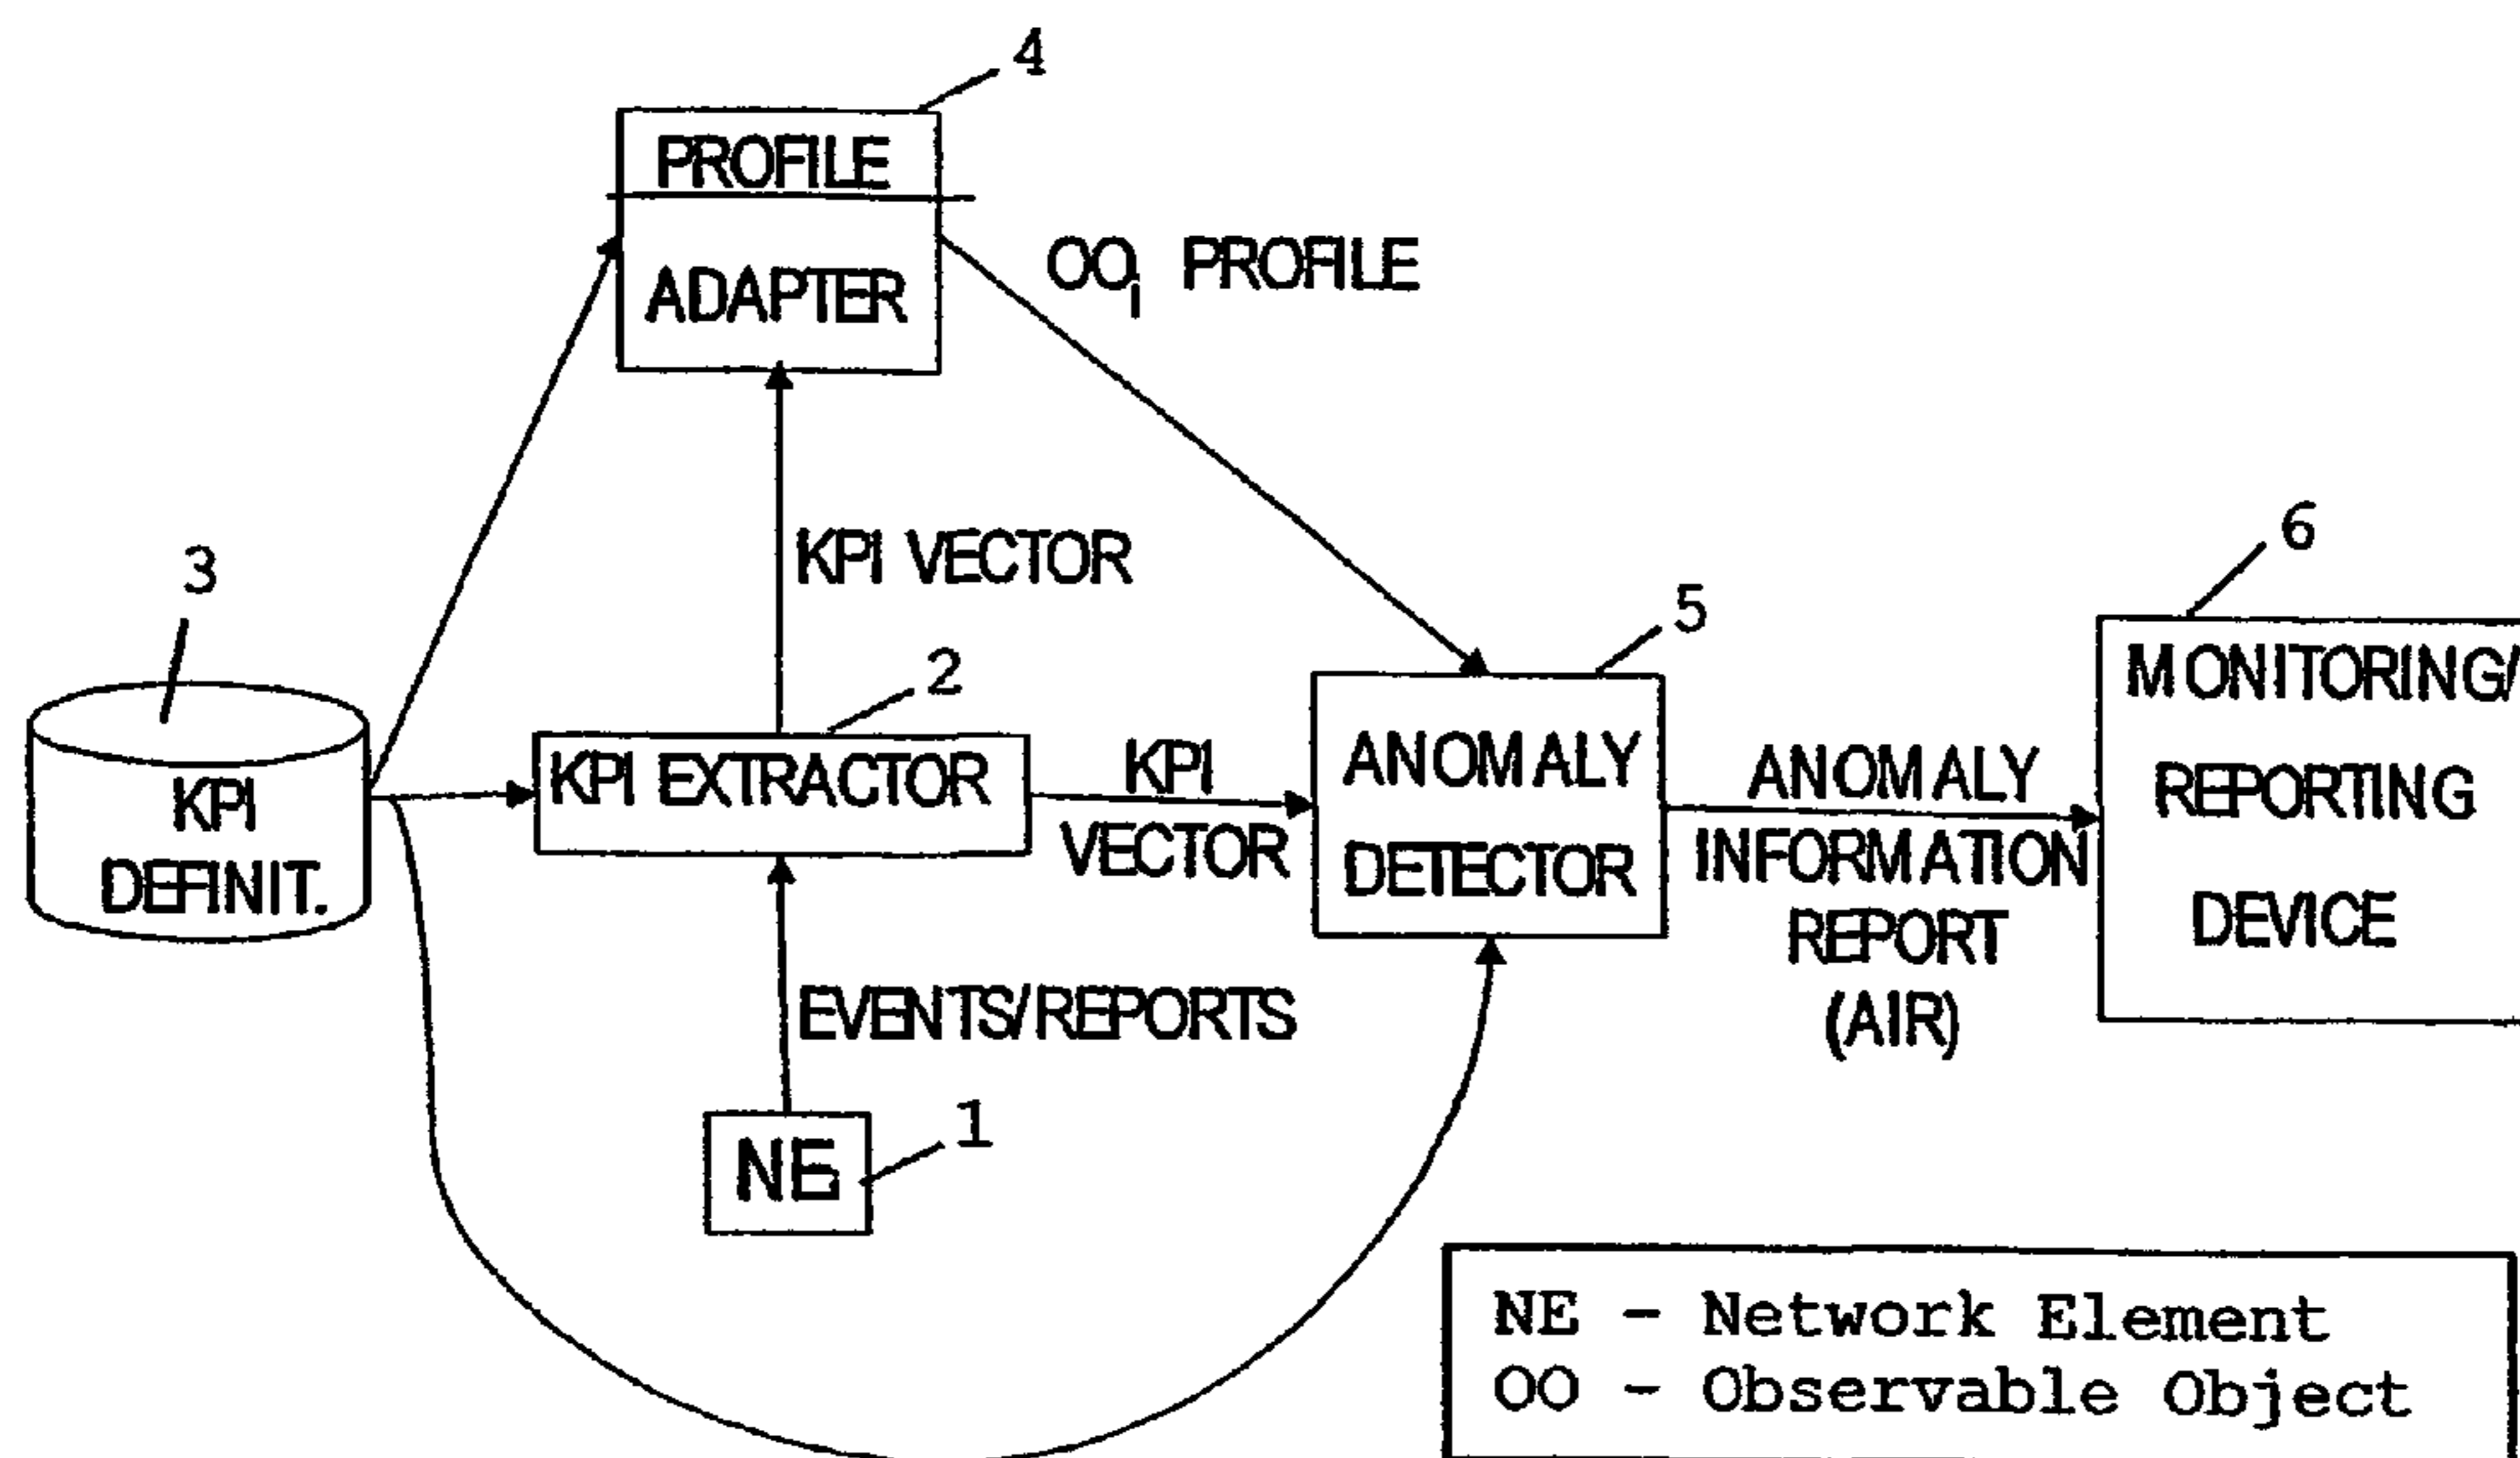 4
PROFILE
ADAPTER
OOi PROFILE
KPI VECTOR
3
KPI
DEFINIT.
2
KPI EXTRACTOR
KPI
VECTOR
5
ANOMALY
DETECTOR
ANOMALY
INFORMATION
REPORT
(AIR)
6
MONITORING/
REPORTING
DEVICE
EVENTS/REPORTS
NE
1
NE - Network Element
OO - Observable Object